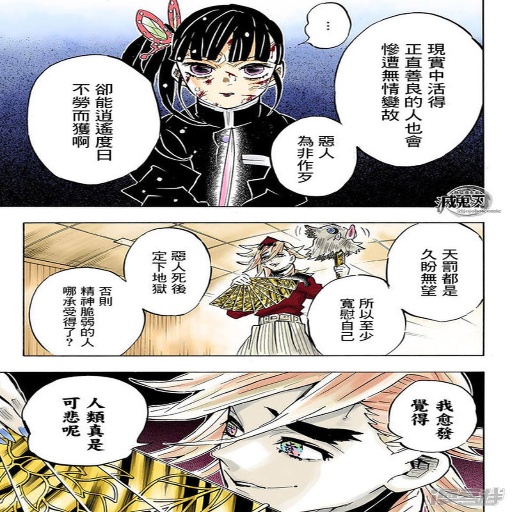 …
現實中活得
正直善良的人也會
慘遭無情變故
惡人
為非作歹
卻能逍遙度日
不勞而獲啊
天罰都是
久盼無望
所以至少
寬慰自己
惡人死後
定下地獄
否則
精神脆弱的人
哪承受得了?
我愈發
覺得
人類真是
可悲呢